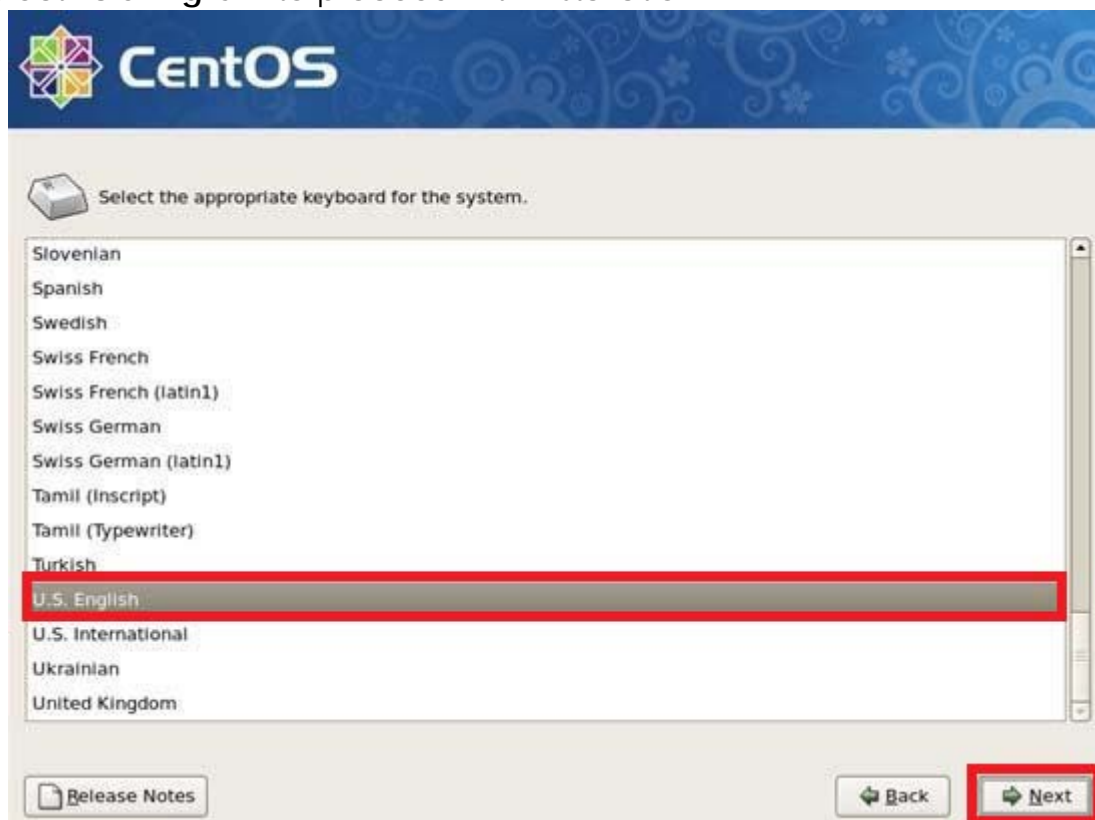 CentOS
Select the appropriate keyboard for the system.
Slovenian
Spanish
Swedish
Swiss French
Swiss French (latin1)
Swiss German
Swiss German (latin1)
Tamil (Inscript)
Tamil (Typewriter)
Turkish
U.S. English
U.S. International
Ukrainian
United Kingdom
Release Notes
Back
Next